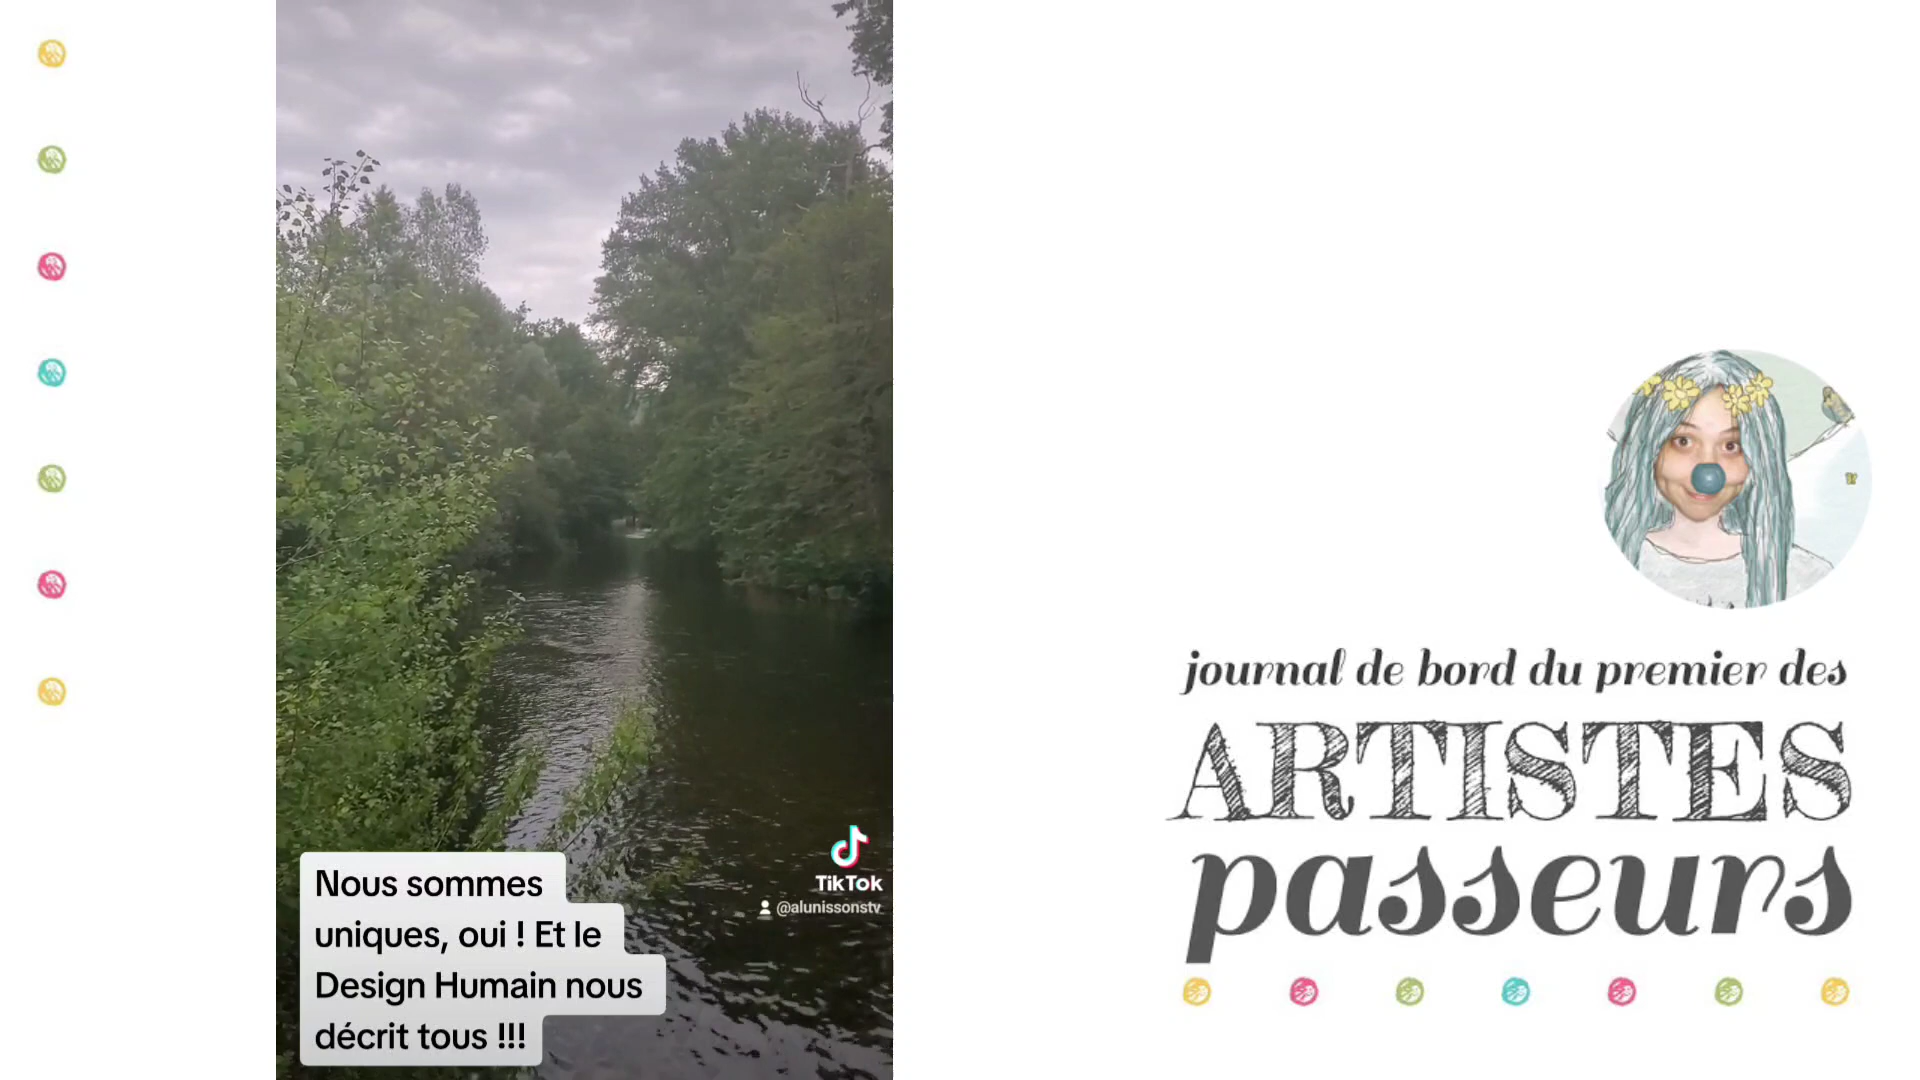 Nous sommes
uniques, oui ! Et le
Design Humain nous
décrit tous !!!
TikTok
@alunissonstv
journal de bord du premier des
ARTISTES
passeurs